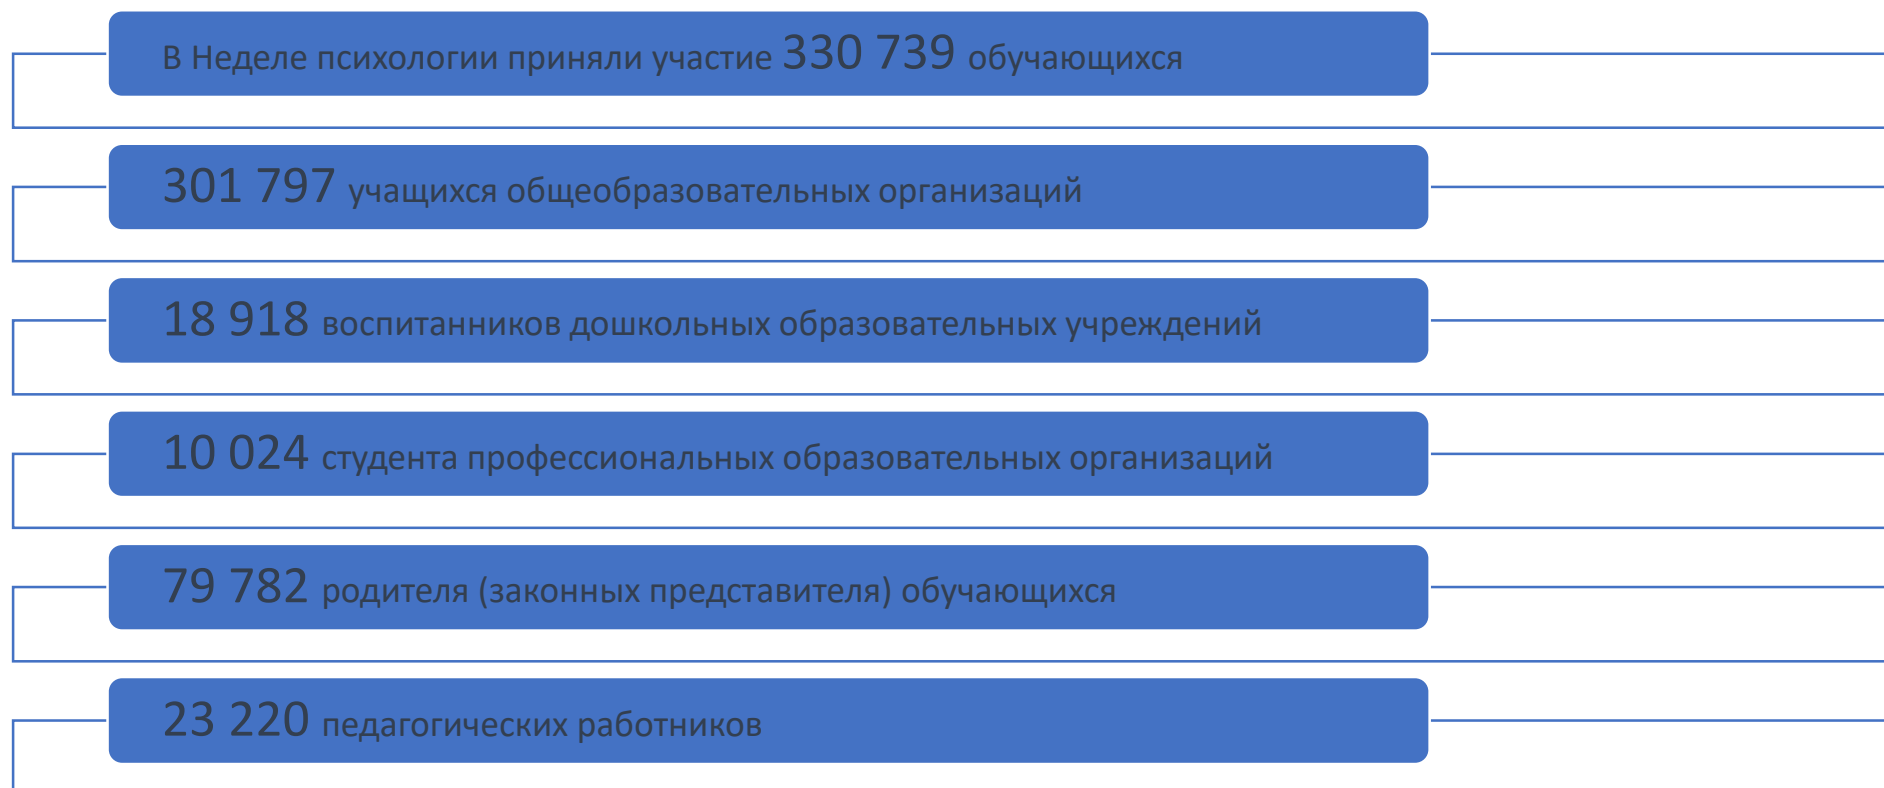 В Неделе психологии приняли участие 330 739 обучающихся
301 797 учащихся общеобразовательных организаций
18 918 воспитанников дошкольных образовательных учреждений
10 024 студента профессиональных образовательных организаций
79 782 родителя (законных представителя) обучающихся
23 220 педагогических работников